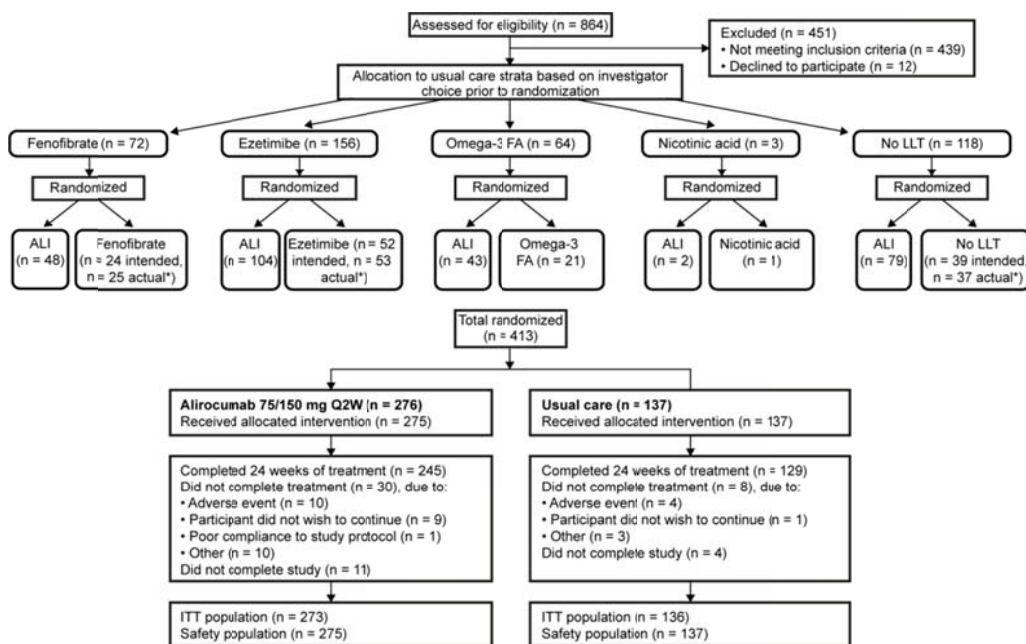 Assessed for eligibility (n = 864)
Excluded (n = 451)
• Not meeting inclusion criteria (n = 439)
• Declined to participate (n = 12)
Allocation to usual care strata based on investigator
choice prior to randomization
Fenofibrate (n = 72)
Ezetimibe (n = 156)
Omega-3 FA (n = 64)
Nicotinic acid (n = 3)
No LLT (n = 118)
Randomized
Randomized
Randomized
Randomized
Randomized
ALI
(n = 48)
Fenofibrate
(n = 24 intended,
n = 25 actual*)
ALI
(n = 104)
Ezetimibe (n = 52
intended, n = 53
actual*)
ALI
(n = 43)
Omega-3
FA (n = 21)
ALI
(n = 2)
Nicotinic acid
(n = 1)
ALI
(n = 79)
No LLT
(n = 39 intended,
n = 37 actual*)
Total randomized
(n = 413)
Alirocumab 75/150 mg Q2W (n = 276)
Received allocated intervention (n = 275)
Usual care (n = 137)
Received allocated intervention (n = 137)
Completed 24 weeks of treatment (n = 245)
Did not complete treatment (n = 30), due to:
• Adverse event (n = 10)
• Participant did not wish to continue (n = 9)
• Poor compliance to study protocol (n = 1)
• Other (n = 10)
Did not complete study (n = 11)
Completed 24 weeks of treatment (n = 129)
Did not complete treatment (n = 8), due to:
• Adverse event (n = 4)
• Participant did not wish to continue (n = 1)
• Other (n = 3)
Did not complete study (n = 4)
ITT population (n = 273)
Safety population (n = 275)
ITT population (n = 136)
Safety population (n = 137)